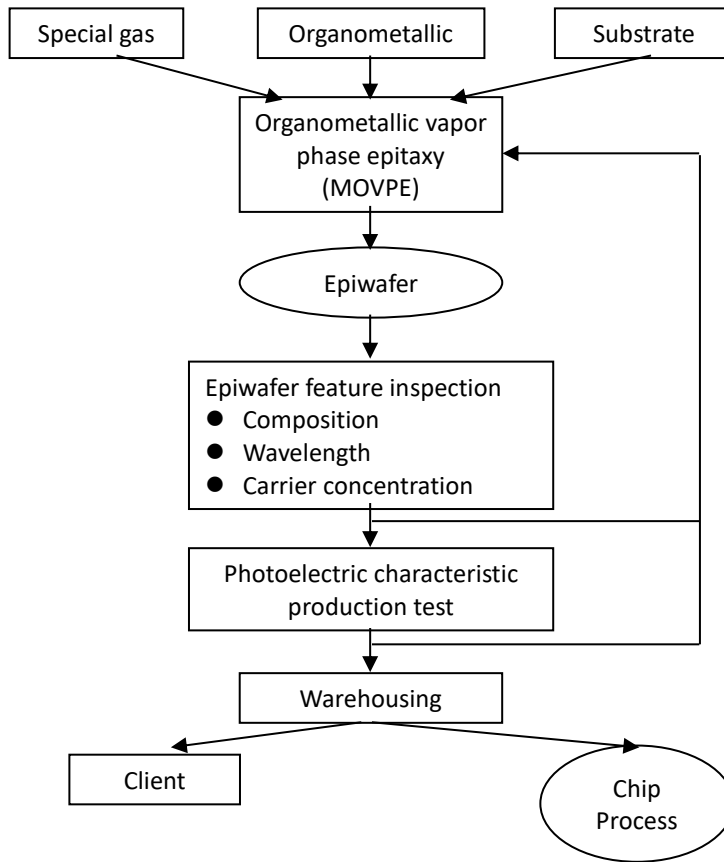 Special gas
Organometallic
Substrate
Organometallic vapor
phase epitaxy
(MOVPE)
Epiwafer
Epiwafer feature inspection
● Composition
● Wavelength
● Carrier concentration
Photoelectric characteristic
production test
Warehousing
Client
Chip
Process